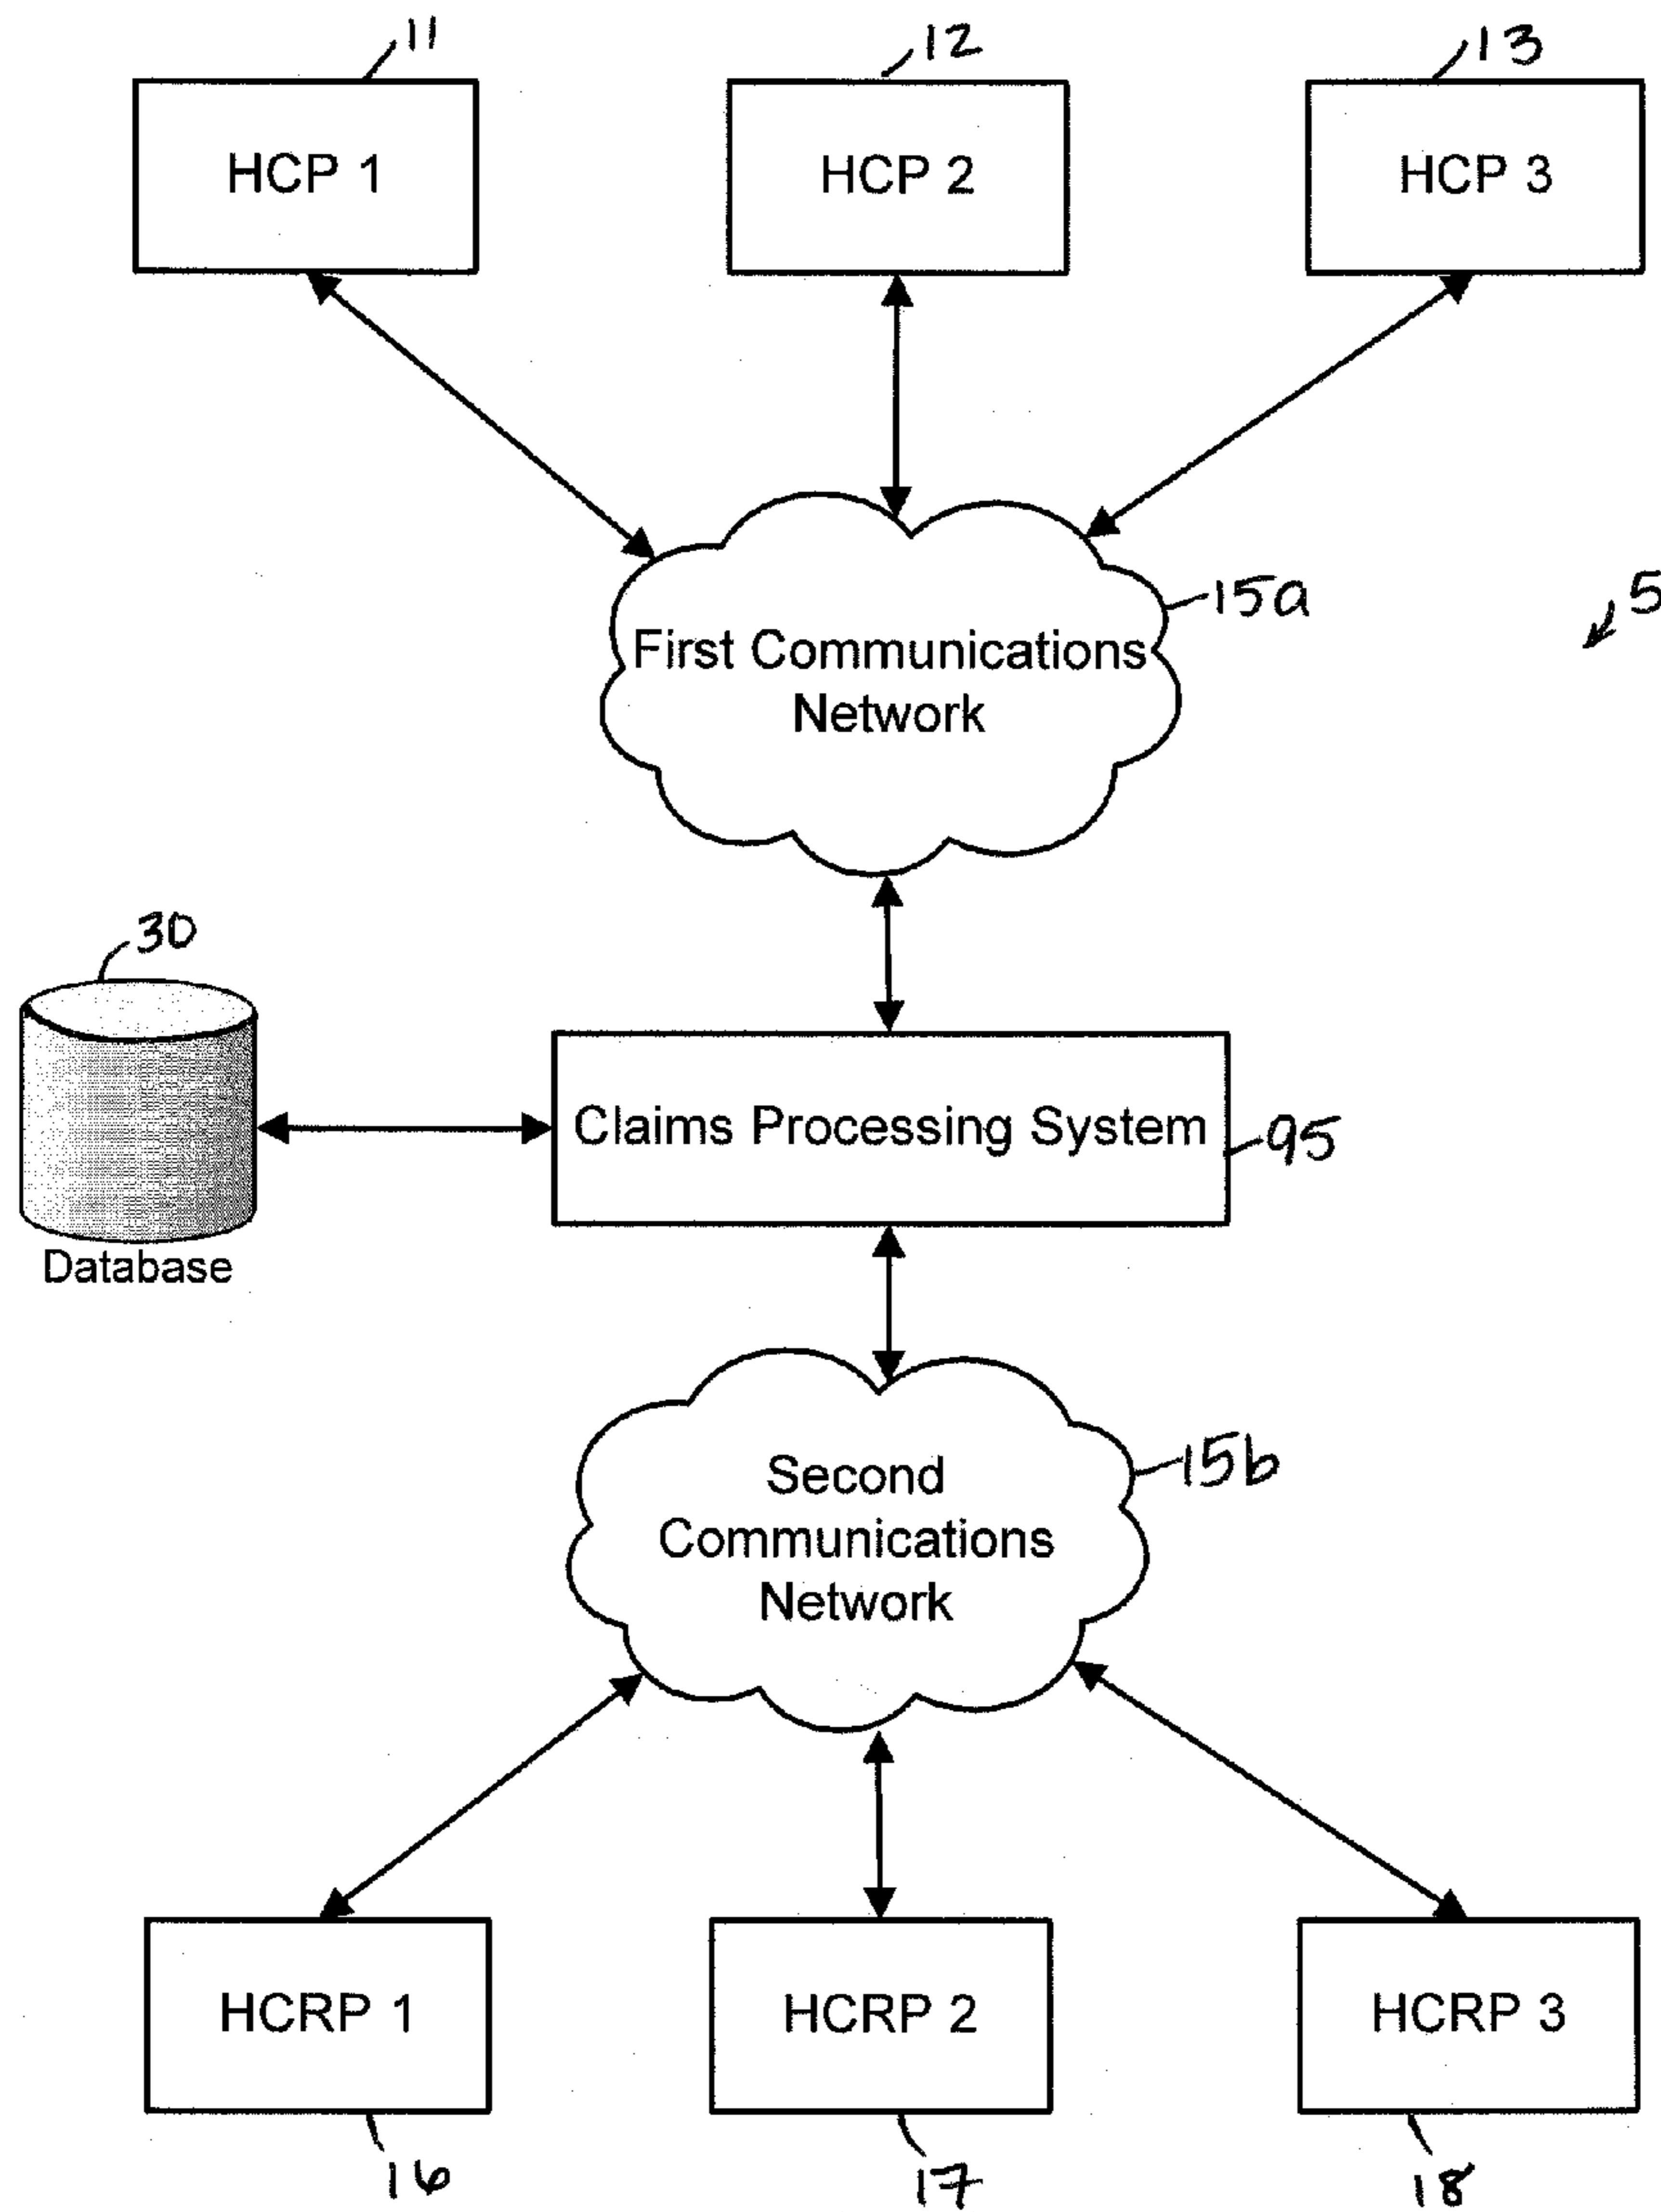 11
12
13
HCP 1
HCP 2
HCP 3
15a
5
First Communications
Network
30
Claims Processing System
95
Database
15b
Second
Communications
Network
HCRP 1
HCRP 2
HCRP 3
16
17
18